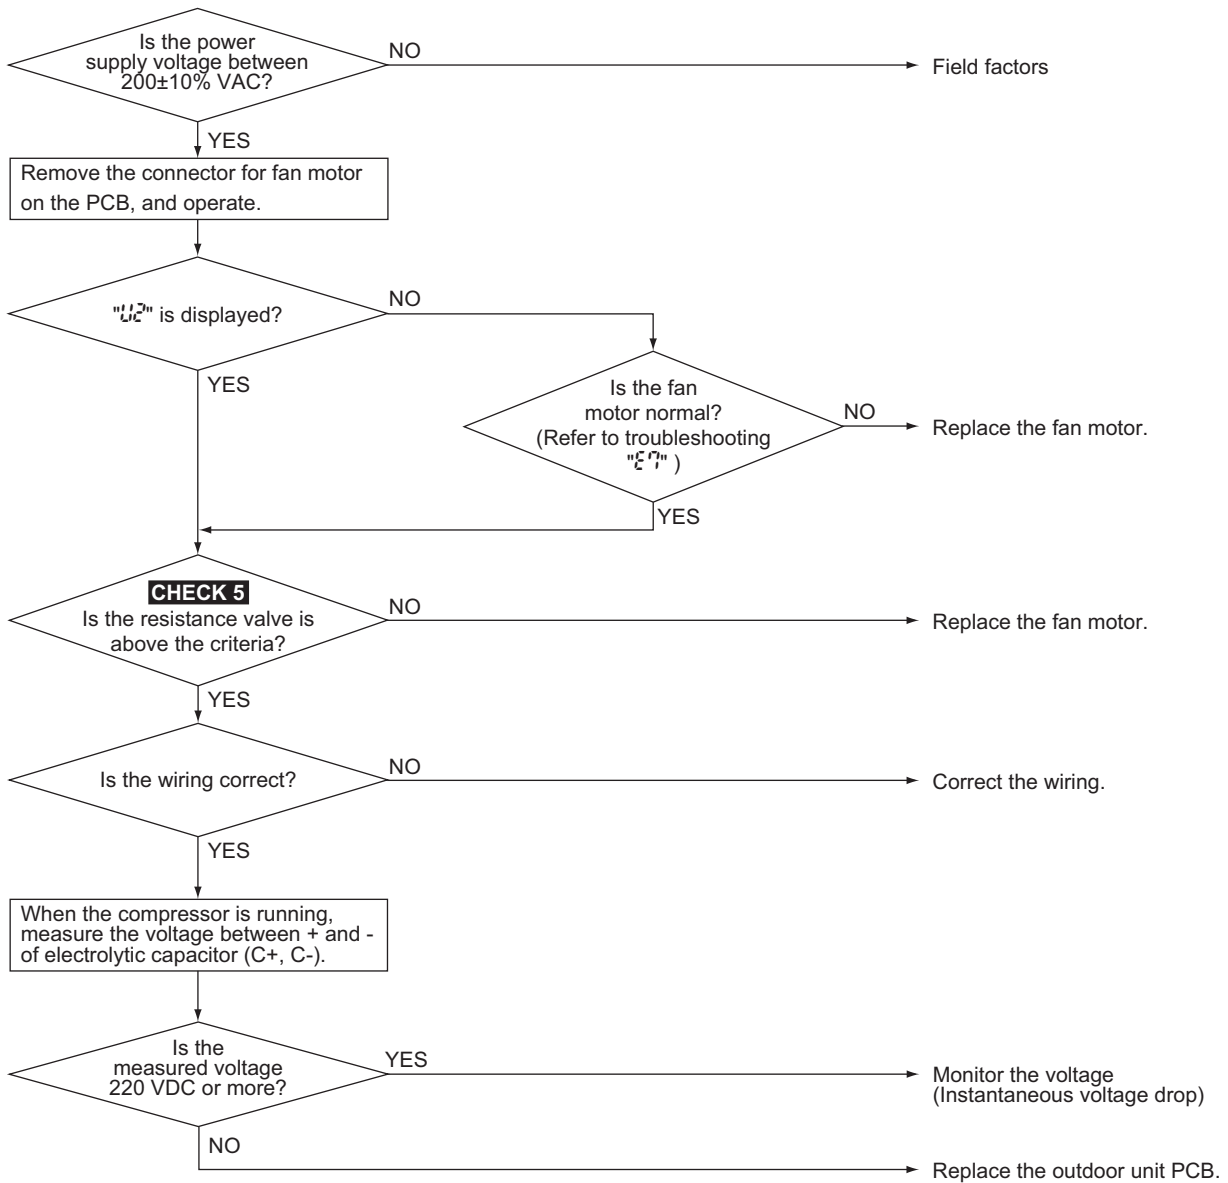 Is the power
supply voltage between
200±10% VAC?
NO
Field factors
YES
Remove the connector for fan motor
on the PCB, and operate.
"U2" is displayed?
NO
YES
Is the fan
motor normal?
(Refer to troubleshooting
"E7" )
NO
Replace the fan motor.
YES
CHECK 5
Is the resistance valve is
above the criteria?
NO
Replace the fan motor.
YES
Is the wiring correct?
NO
Correct the wiring.
YES
When the compressor is running,
measure the voltage between + and -
of electrolytic capacitor (C+, C-).
Is the
measured voltage
220 VDC or more?
YES
Monitor the voltage
(Instantaneous voltage drop)
NO
Replace the outdoor unit PCB.